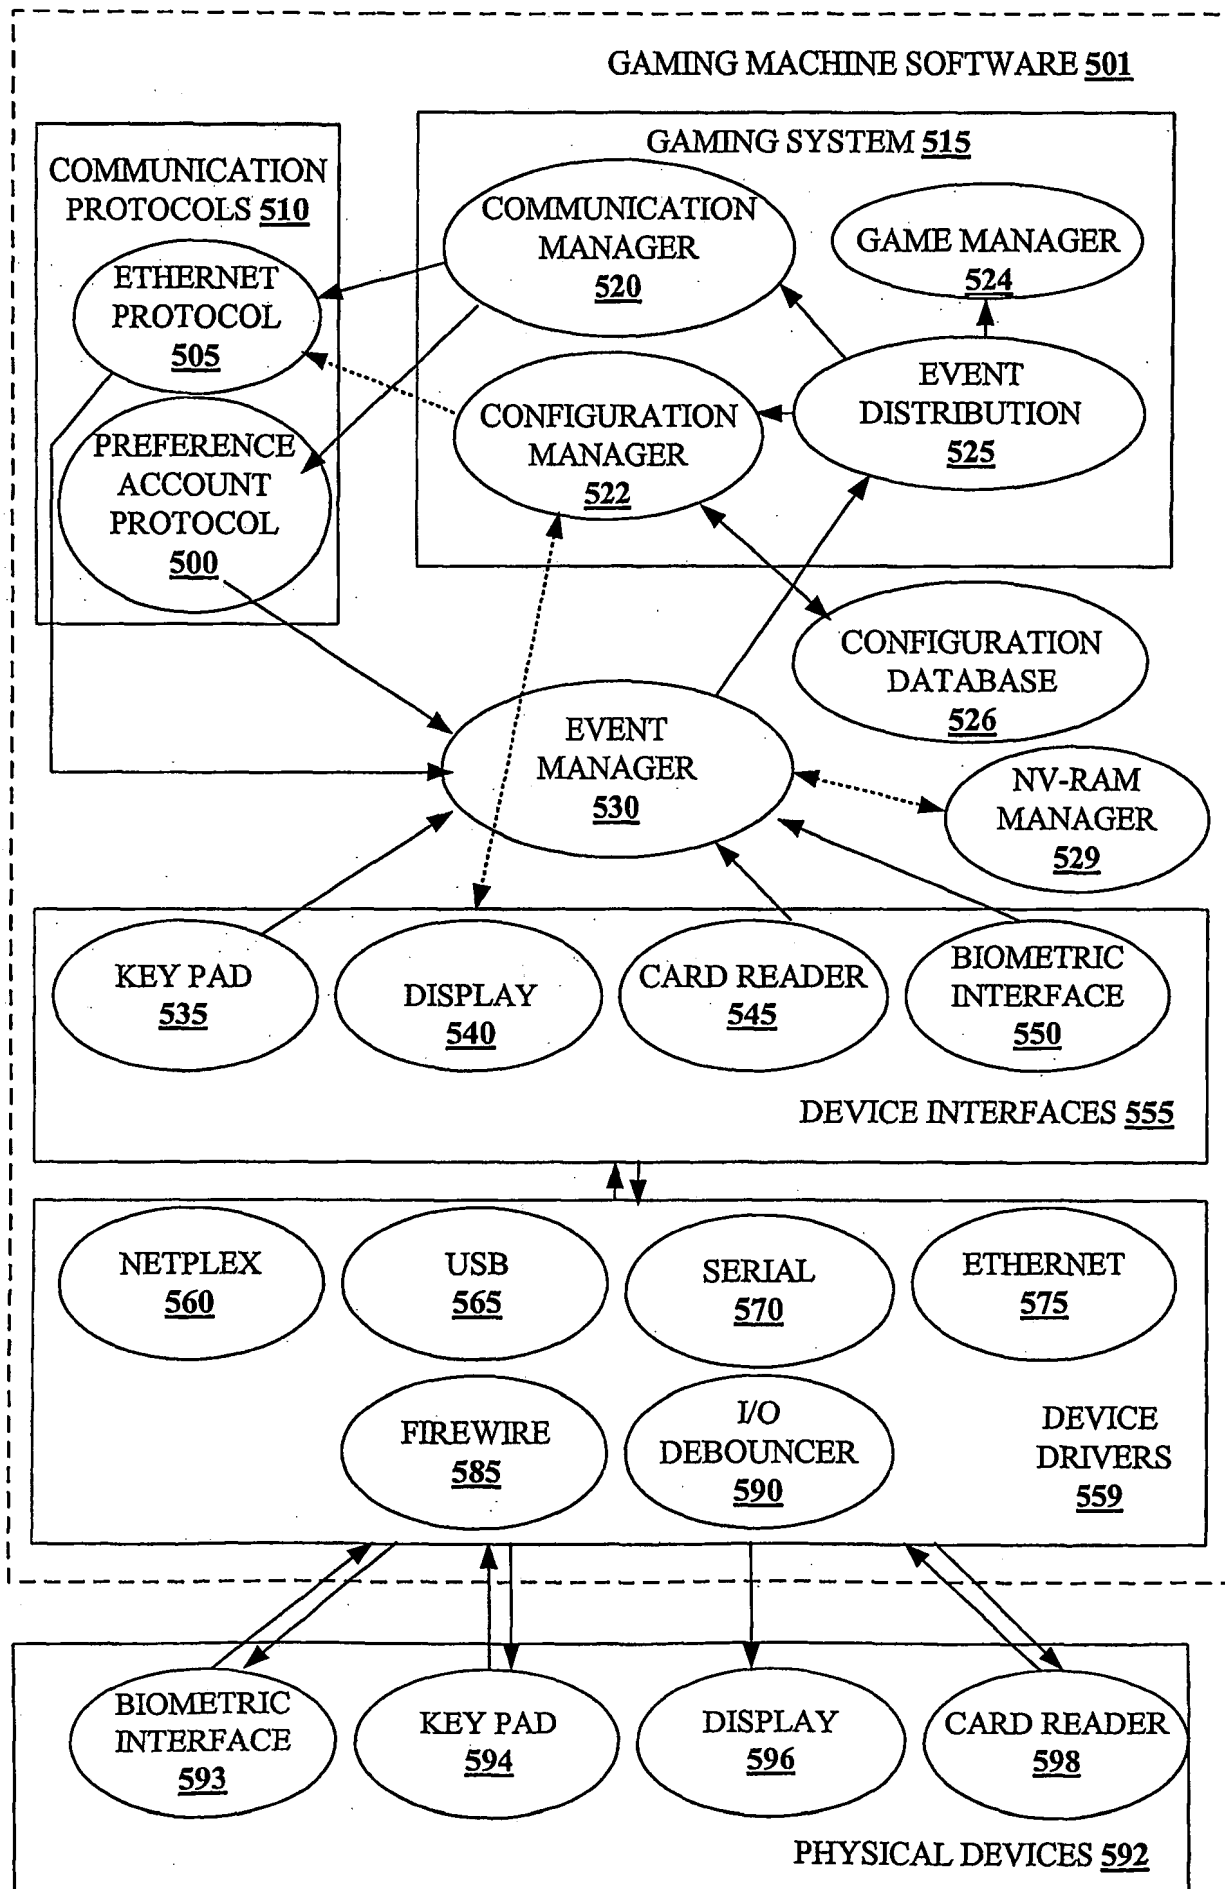 GAMING MACHINE SOFTWARE 501
COMMUNICATION
PROTOCOLS 510
ETHERNET
PROTOCOL
505
PREFERENCE
ACCOUNT
PROTOCOL
500
GAMING SYSTEM 515
COMMUNICATION
MANAGER
520
GAME MANAGER
524
CONFIGURATION
MANAGER
522
EVENT
DISTRIBUTION
525
CONFIGURATION
DATABASE
526
EVENT
MANAGER
530
NV-RAM
MANAGER
529
KEY PAD
535
DISPLAY
540
CARD READER
545
BIOMETRIC
INTERFACE
550
DEVICE INTERFACES 555
NETPLEX
560
USB
565
SERIAL
570
ETHERNET
575
FIREWIRE
585
I/O
DEBOUNCER
590
DEVICE
DRIVERS
559
BIOMETRIC
INTERFACE
593
KEY PAD
594
DISPLAY
596
CARD READER
598
PHYSICAL DEVICES 592